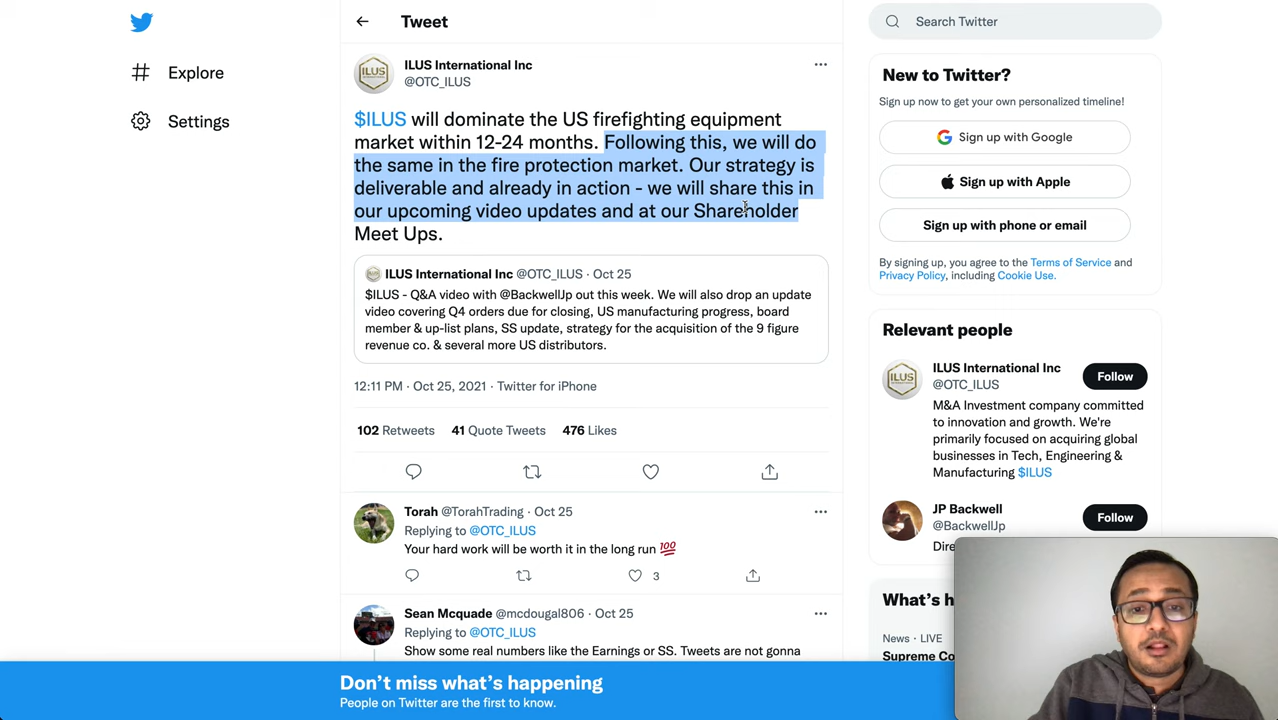 Tweet
Explore
Settings
ILUS International Inc
@OTC_ILUS
$ILUS will dominate the US firefighting equipment
market within 12-24 months. Following this, we will do
the same in the fire protection market. Our strategy is
deliverable and already in action - we will share this in
our upcoming video updates and at our Shareholder
Meet Ups.
ILUS International Inc @OTC_ILUS · Oct 25
$ILUS - Q&A video with @BackwellJp out this week. We will also drop an update
video covering Q4 orders due for closing, US manufacturing progress, board
member & up-list plans, SS update, strategy for the acquisition of the 9 figure
revenue co. & several more US distributors.
12:11 PM · Oct 25, 2021 · Twitter for iPhone
102 Retweets 41 Quote Tweets 476 Likes
Torah @TorahTrading · Oct 25
Replying to @OTC_ILUS
Your hard work will be worth it in the long run 💯
3
Sean Mcquade @mcdougal806 · Oct 25
Replying to @OTC_ILUS
Show some real numbers like the Earnings or SS. Tweets are not gonna
Search Twitter
New to Twitter?
Sign up now to get your own personalized timeline!
Sign up with Google
Sign up with Apple
Sign up with phone or email
By signing up, you agree to the Terms of Service and
Privacy Policy, including Cookie Use.
Relevant people
ILUS International Inc
@OTC_ILUS
Follow
M&A Investment company committed
to innovation and growth. We're
primarily focused on acquiring global
businesses in Tech, Engineering &
Manufacturing $ILUS
JP Backwell
@BackwellJp
Follow
Dire
What's h
News · LIVE
Supreme Co
Don't miss what's happening
People on Twitter are the first to know.